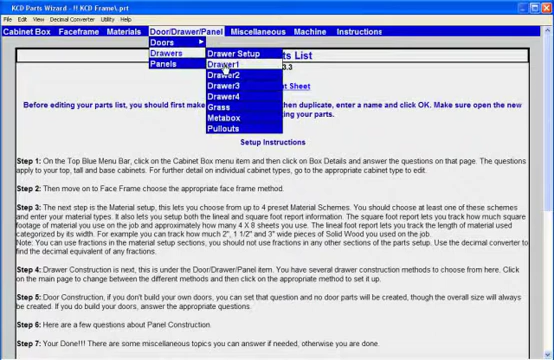 KCD Parts Wizard - !! KCD Frame\.prt
File Edit View Decimal Converter Utility
Cabinet Box Faceframe Materials Door/Drawer/Panel Miscellaneous Machine Instructions
Doors
Drawers
Panels
Drawer Setup
Drawer1
Drawer2
Drawer3
Drawer4
Grass
Metabox
Pullouts
ts List
3.3
t Sheet
Before editing your parts list, you should first make
hen duplicate, enter a name and click OK. Make sure open the new
ing your parts.
Setup Instructions
Step 1: On the Top Blue Menu Bar, click on the Cabinet Box menu item and then click on Box Details and answer the questions on that page. The questions
apply to your top, tall and base cabinets. For further detail on individual cabinet types, go to the appropriate cabinet type to edit.
Step 2: Then move on to Face Frame choose the appropriate face frame method.
Step 3: The next step is the Material setup, this lets you choose from up to 4 preset Material Schemes. You should choose at least one of these schemes
and enter your material types. It also lets you setup both the lineal and square foot report information. The square foot report lets you track how much square
footage of material you use on the job and approximately how many 4 X 8 sheets you use. The lineal foot report lets you track the length of material used
categorized by its width. For example you can track how much 2", 1 1/2" and 3" wide pieces of Solid Wood you used on the job.
Note: You can use fractions in the material setup sections, you should not use fractions in any other sections of the parts setup. Use the decimal converter to
find the decimal equivalent of any fractions.
Step 4: Drawer Construction is next, this is under the Door/Drawer/Panel item. You have several drawer construction methods to choose from here. Click
on the main page to change between the different methods and then click on the appropriate method to set it up.
Step 5: Door Construction, if you don't build your own doors, you can set that question and no door parts will be created, though the overall size will always
be created. If you do build your doors, answer the appropriate questions.
Step 6: Here are a few questions about Panel Construction.
Step 7: Your Done!!! There are some miscellaneous topics you can answer if needed, otherwise you are done.